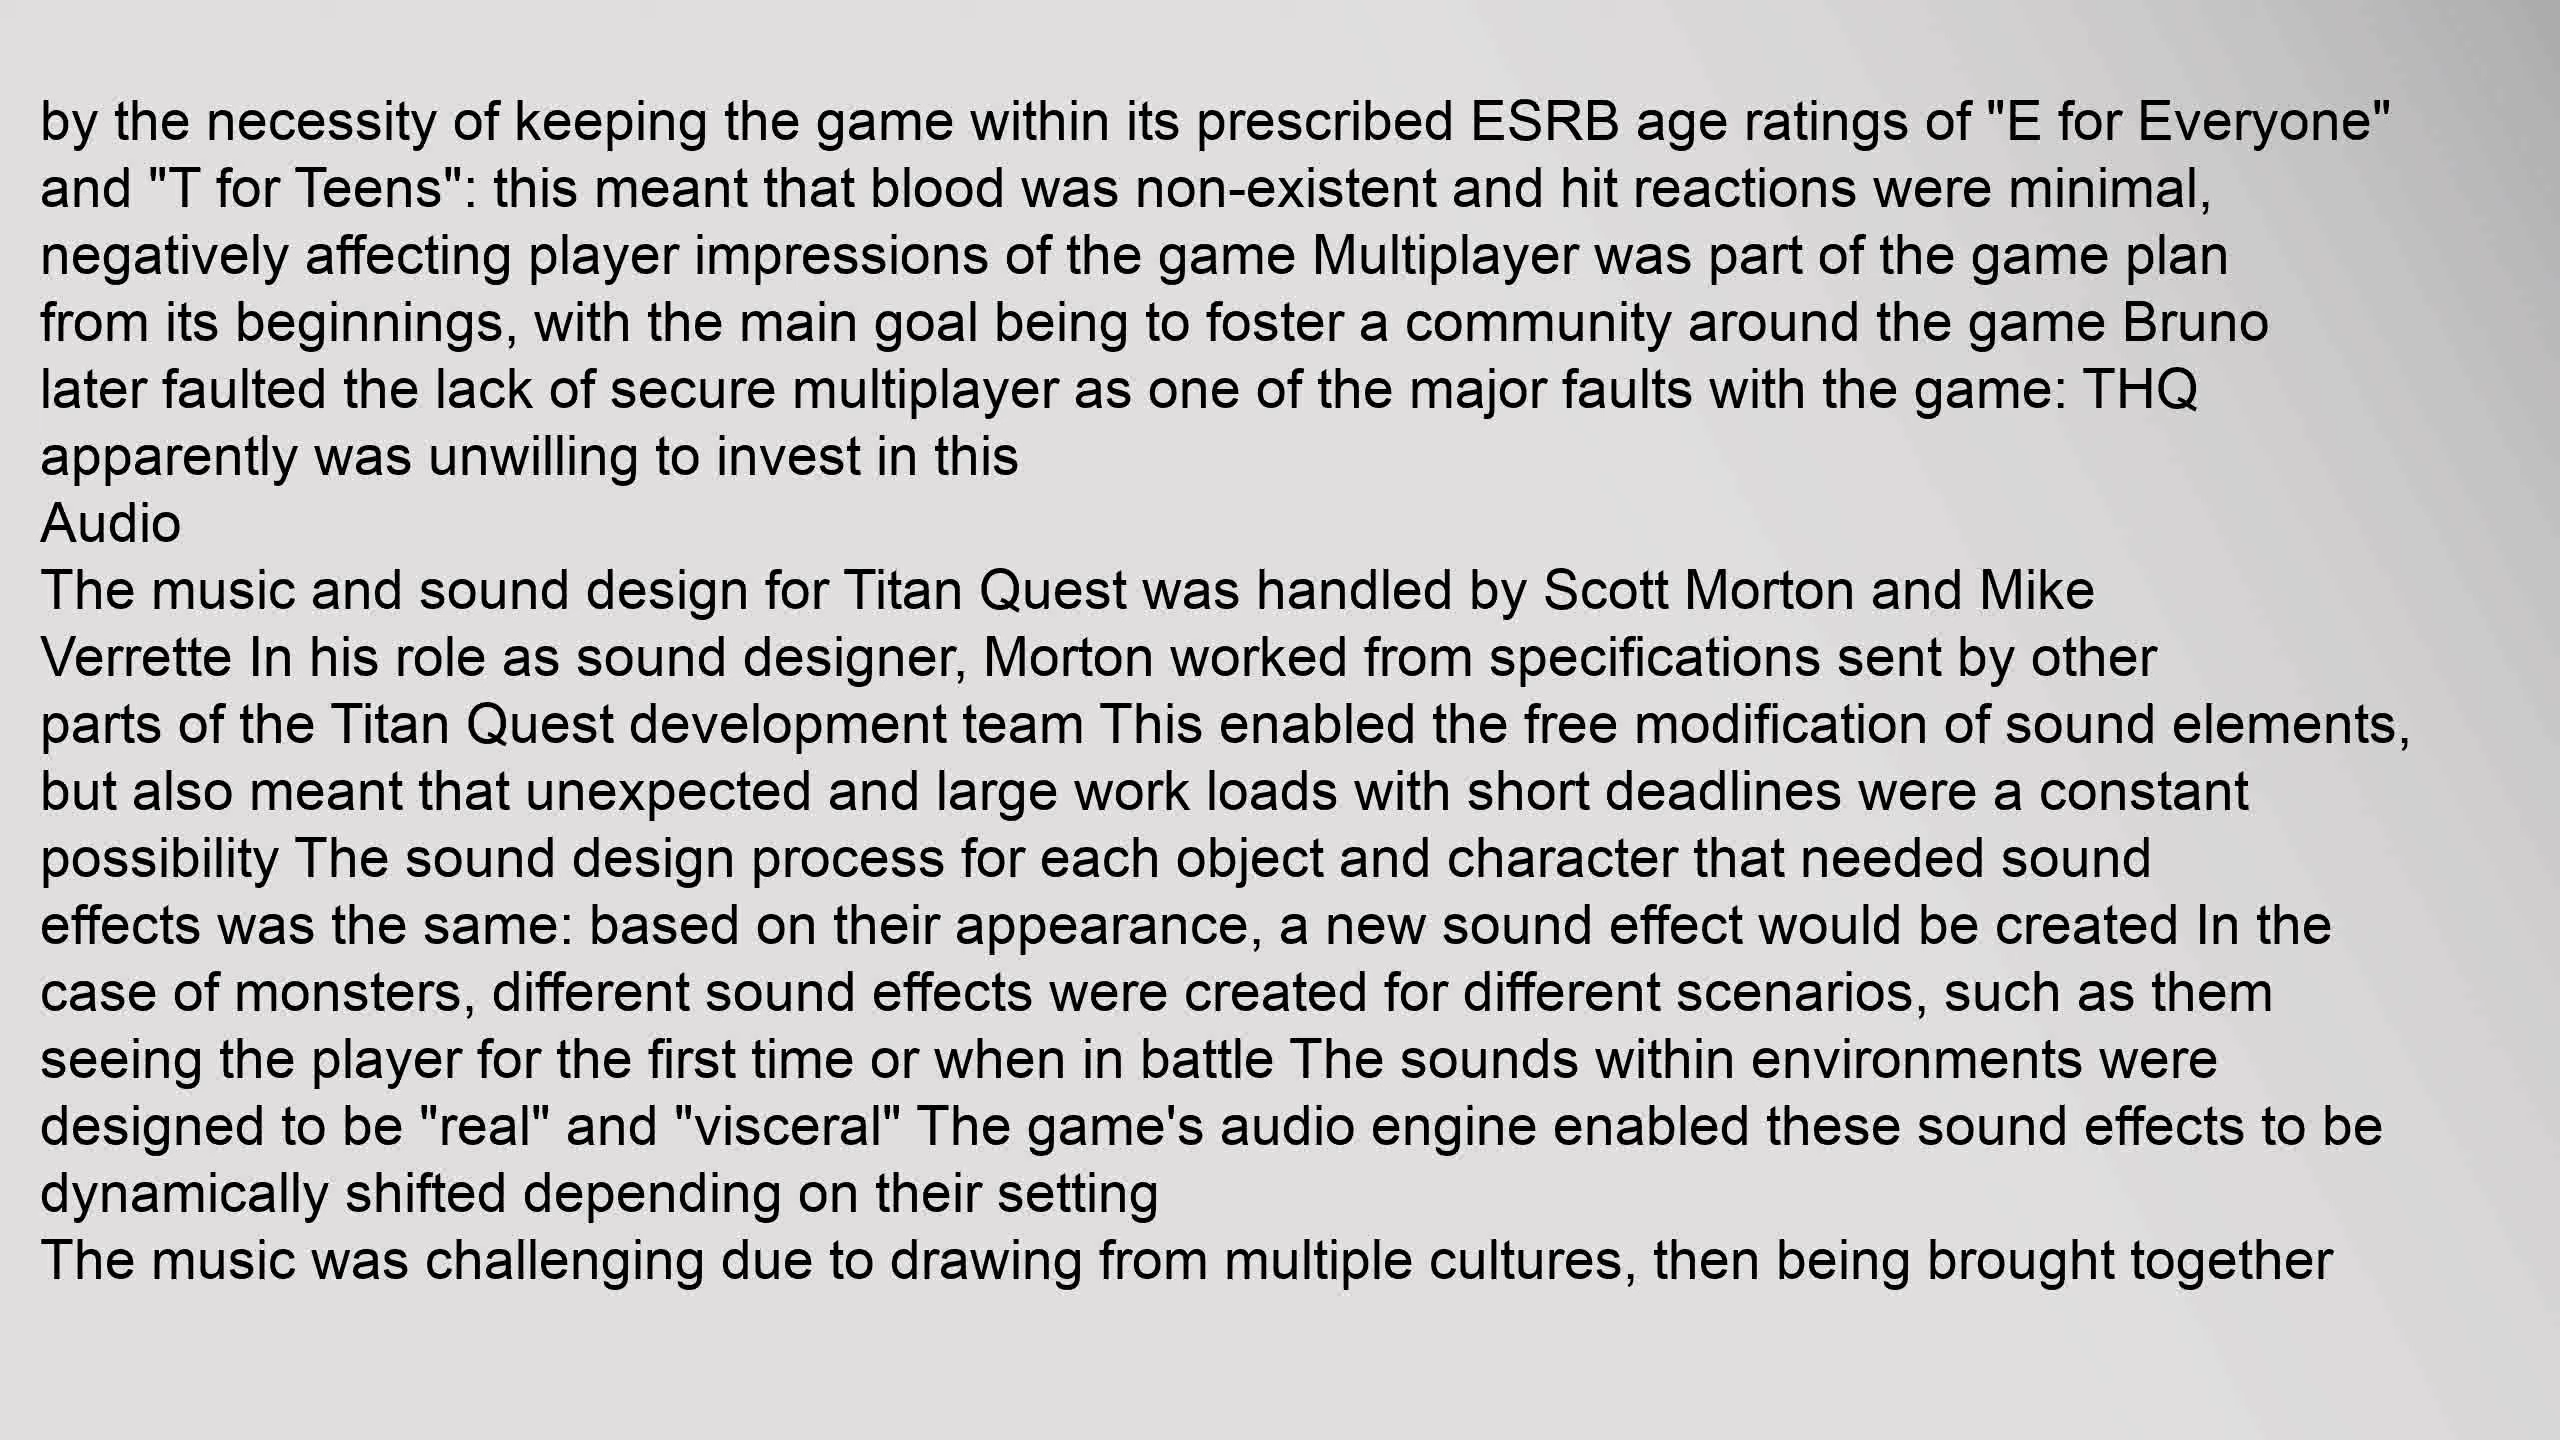 by the necessity of keeping the game within its prescribed ESRB age ratings of "E for Everyone"
and "T for Teens": this meant that blood was non-existent and hit reactions were minimal,
negatively affecting player impressions of the game Multiplayer was part of the game plan
from its beginnings, with the main goal being to foster a community around the game Bruno
later faulted the lack of secure multiplayer as one of the major faults with the game: THQ
apparently was unwilling to invest in this
Audio
The music and sound design for Titan Quest was handled by Scott Morton and Mike
Verrette In his role as sound designer, Morton worked from specifications sent by other
parts of the Titan Quest development team This enabled the free modification of sound elements,
but also meant that unexpected and large work loads with short deadlines were a constant
possibility The sound design process for each object and character that needed sound
effects was the same: based on their appearance, a new sound effect would be created In the
case of monsters, different sound effects were created for different scenarios, such as them
seeing the player for the first time or when in battle The sounds within environments were
designed to be "real" and "visceral" The game's audio engine enabled these sound effects to be
dynamically shifted depending on their setting
The music was challenging due to drawing from multiple cultures, then being brought together